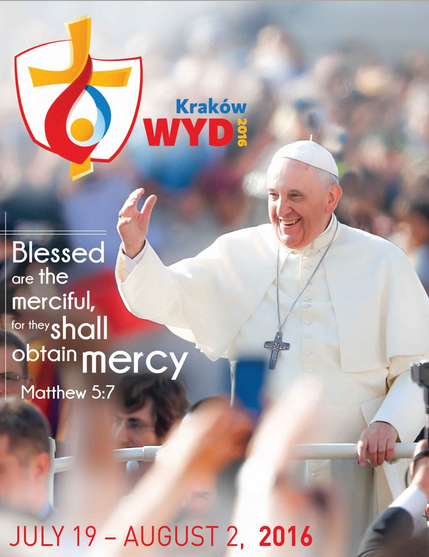 Kraków
WYD 2016
Blessed
are the
merciful,
for they shall
obtain mercy
Matthew 5:7
JULY 19 – AUGUST 2, 2016